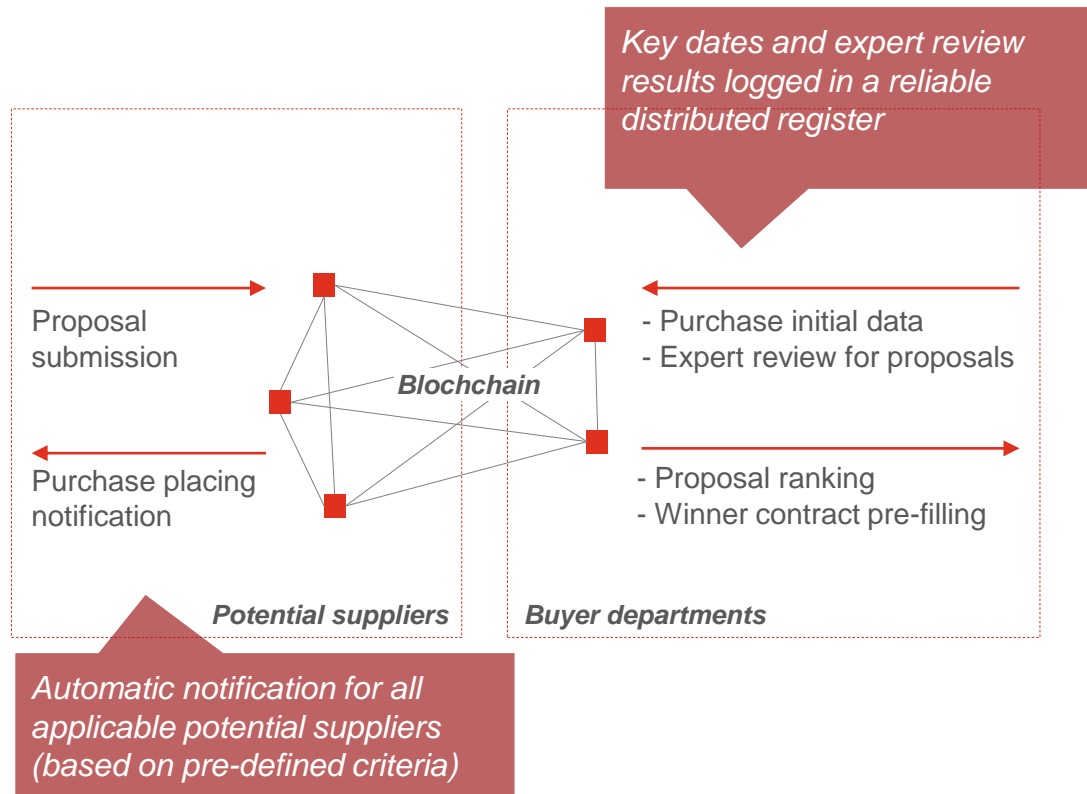 Key dates and expert review
results logged in a reliable
distributed register
Proposal
submission
- Purchase initial data
- Expert review for proposals
Blochchain
Purchase placing
notification
- Proposal ranking
- Winner contract pre-filling
Potential suppliers
Buyer departments
Automatic notification for all
applicable potential suppliers
(based on pre-defined criteria)